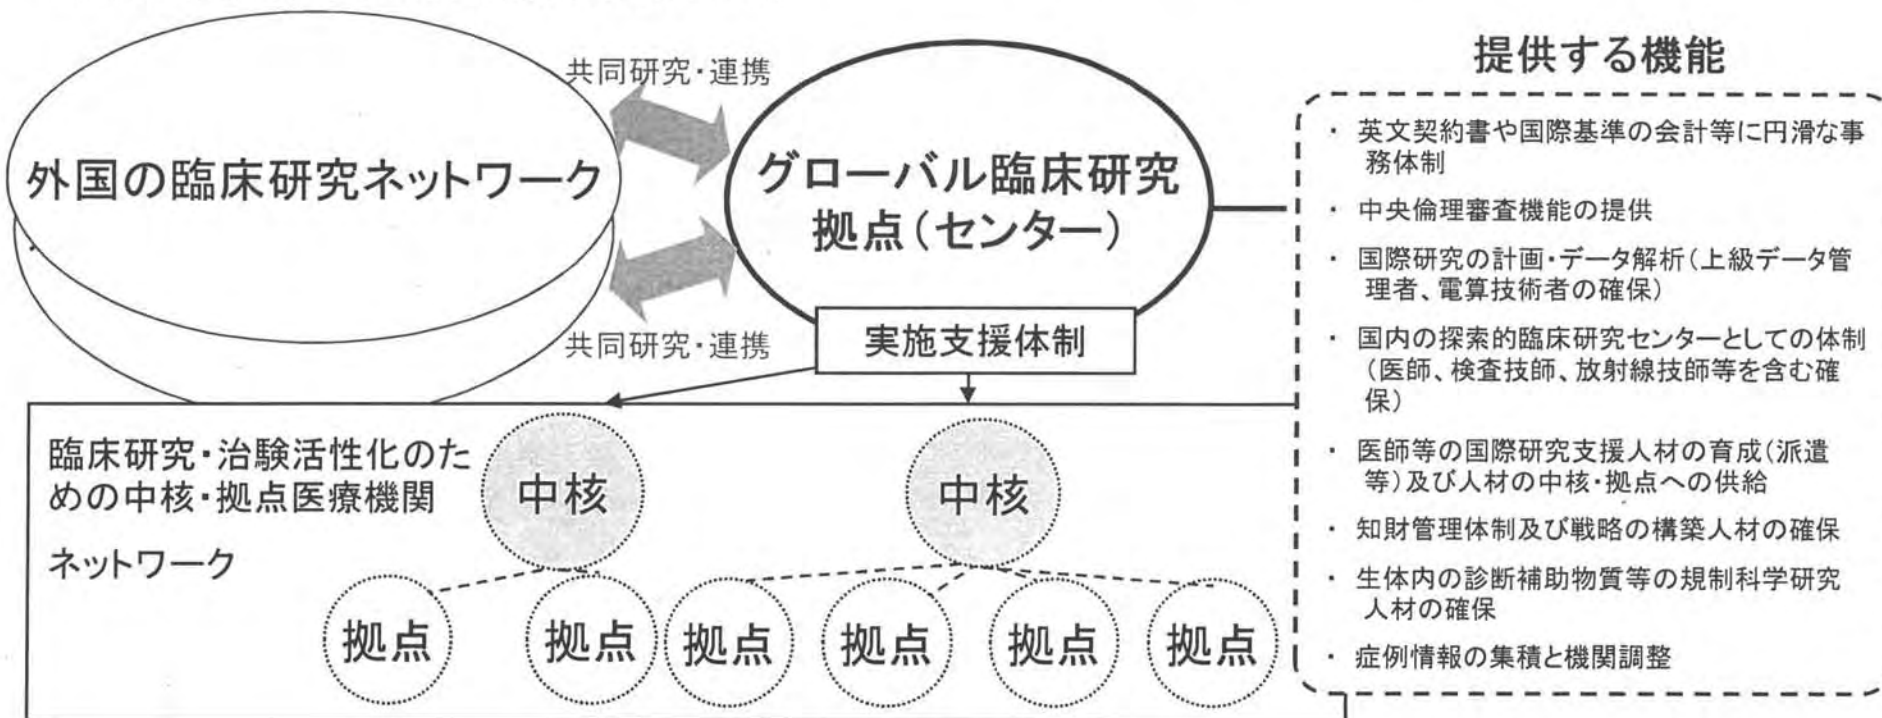 共同研究・連携
外国の臨床研究ネットワーク
グローバル臨床研究
拠点（センター）
共同研究・連携
実施支援体制
臨床研究・治験活性化のた
めの中核・拠点医療機関
ネットワーク
中核
中核
拠点
拠点
拠点
拠点
拠点
拠点
提供する機能
・ 英文契約書や国際基準の会計等に円滑な事
務体制
・ 中央倫理審査機能の提供
・ 国際研究の計画・データ解析（上級データ管
理者、電算技術者の確保）
・ 国内の探索的臨床研究センターとしての体制
（医師、検査技師、放射線技師等を含む確
保）
・ 医師等の国際研究支援人材の育成（派遣
等）及び人材の中核・拠点への供給
・ 知財管理体制及び戦略の構築人材の確保
・ 生体内の診断補助物質等の規制科学研究
人材の確保
・ 症例情報の集積と機関調整